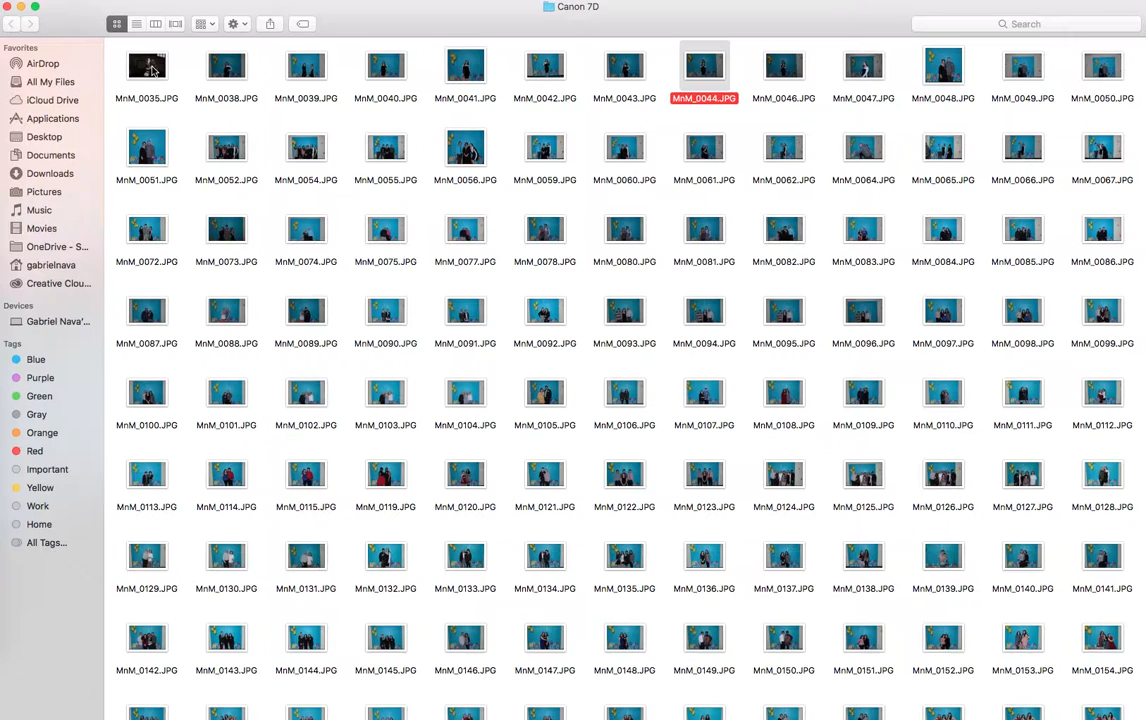 Canon 7D
Search
Favorites
AirDrop
All My Files
iCloud Drive
Applications
Desktop
Documents
Downloads
Pictures
Music
Movies
OneDrive - S...
gabrielnava
Creative Clou...
Devices
Gabriel Nava'...
Tags
Blue
Purple
Green
Gray
Orange
Red
Important
Yellow
Work
Home
All Tags...
MnM_0035.JPG MnM_0038.JPG MnM_0039.JPG MnM_0040.JPG MnM_0041.JPG MnM_0042.JPG MnM_0043.JPG MnM_0044.JPG MnM_0046.JPG MnM_0047.JPG MnM_0048.JPG MnM_0049.JPG MnM_0050.JPG
MnM_0051.JPG MnM_0052.JPG MnM_0054.JPG MnM_0055.JPG MnM_0056.JPG MnM_0059.JPG MnM_0060.JPG MnM_0061.JPG MnM_0062.JPG MnM_0064.JPG MnM_0065.JPG MnM_0066.JPG MnM_0067.JPG
MnM_0072.JPG MnM_0073.JPG MnM_0074.JPG MnM_0075.JPG MnM_0077.JPG MnM_0078.JPG MnM_0080.JPG MnM_0081.JPG MnM_0082.JPG MnM_0083.JPG MnM_0084.JPG MnM_0085.JPG MnM_0086.JPG
MnM_0087.JPG MnM_0088.JPG MnM_0089.JPG MnM_0090.JPG MnM_0091.JPG MnM_0092.JPG MnM_0093.JPG MnM_0094.JPG MnM_0095.JPG MnM_0096.JPG MnM_0097.JPG MnM_0098.JPG MnM_0099.JPG
MnM_0100.JPG MnM_0101.JPG MnM_0102.JPG MnM_0103.JPG MnM_0104.JPG MnM_0105.JPG MnM_0106.JPG MnM_0107.JPG MnM_0108.JPG MnM_0109.JPG MnM_0110.JPG MnM_0111.JPG MnM_0112.JPG
MnM_0113.JPG MnM_0114.JPG MnM_0115.JPG MnM_0119.JPG MnM_0120.JPG MnM_0121.JPG MnM_0122.JPG MnM_0123.JPG MnM_0124.JPG MnM_0125.JPG MnM_0126.JPG MnM_0127.JPG MnM_0128.JPG
MnM_0129.JPG MnM_0130.JPG MnM_0131.JPG MnM_0132.JPG MnM_0133.JPG MnM_0134.JPG MnM_0135.JPG MnM_0136.JPG MnM_0137.JPG MnM_0138.JPG MnM_0139.JPG MnM_0140.JPG MnM_0141.JPG
MnM_0142.JPG MnM_0143.JPG MnM_0144.JPG MnM_0145.JPG MnM_0146.JPG MnM_0147.JPG MnM_0148.JPG MnM_0149.JPG MnM_0150.JPG MnM_0151.JPG MnM_0152.JPG MnM_0153.JPG MnM_0154.JPG